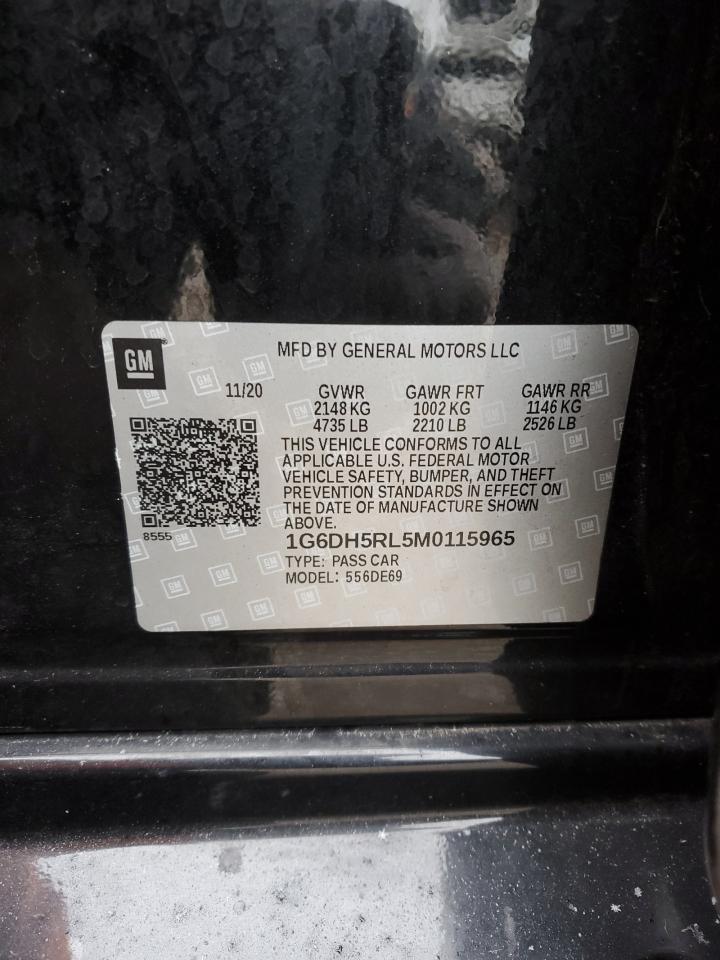 GM
MFD BY GENERAL MOTORS LLC
11/20 GVWR GAWR FRT GAWR RR
2148 KG 1002 KG 1146 KG
4735 LB 2210 LB 2526 LB
THIS VEHICLE CONFORMS TO ALL
APPLICABLE U.S. FEDERAL MOTOR
VEHICLE SAFETY, BUMPER, AND THEFT
PREVENTION STANDARDS IN EFFECT ON
THE DATE OF MANUFACTURE SHOWN
ABOVE.
8555
1G6DH5RL5M0115965
TYPE: PASS CAR
MODEL: 556DE69